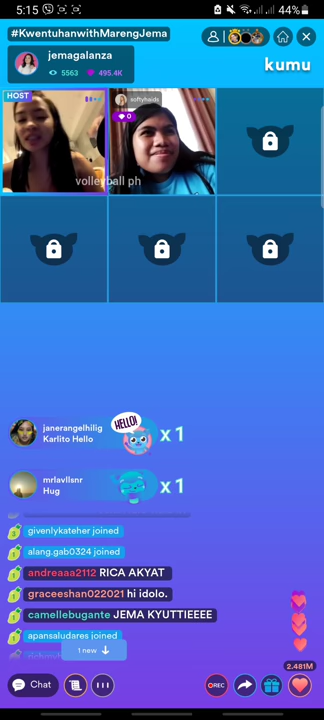 5:15
44%
#KwentuhanwithMarengJema
jemagalanza
5563 495.4K
kumu
HOST
softyheids
0
volleyball ph
janerangelhilig
Karlito Hello
HELLO!
x 1
mrlavllsnr
Hug
x 1
givenlykateher joined
alang.gab0324 joined
andreaaa2112 RICA AKYAT
graceeshan022021 hi idolo.
camellebugante JEMA KYUTTIEEEE
apansaludares joined
1 new
2.481M
Chat
REC